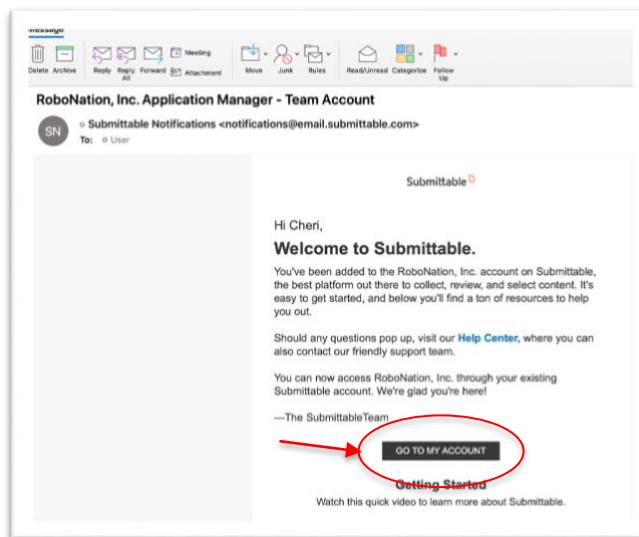 Message
Delete Archive Reply Reply All Forward Meeting Attachment Move Junk Rules Read/Unread Categorize Follow Up
RoboNation, Inc. Application Manager - Team Account
SN
Submittable Notifications <notifications@email.submittable.com>
To: User
Submittable
Hi Cheri,
Welcome to Submittable.
You've been added to the RoboNation, Inc. account on Submittable,
the best platform out there to collect, review, and select content. It's
easy to get started, and below you'll find a ton of resources to help
you out.
Should any questions pop up, visit our Help Center, where you can
also contact our friendly support team.
You can now access RoboNation, Inc. through your existing
Submittable account. We're glad you're here!
—The SubmittableTeam
GO TO MY ACCOUNT
Getting Started
Watch this quick video to learn more about Submittable.